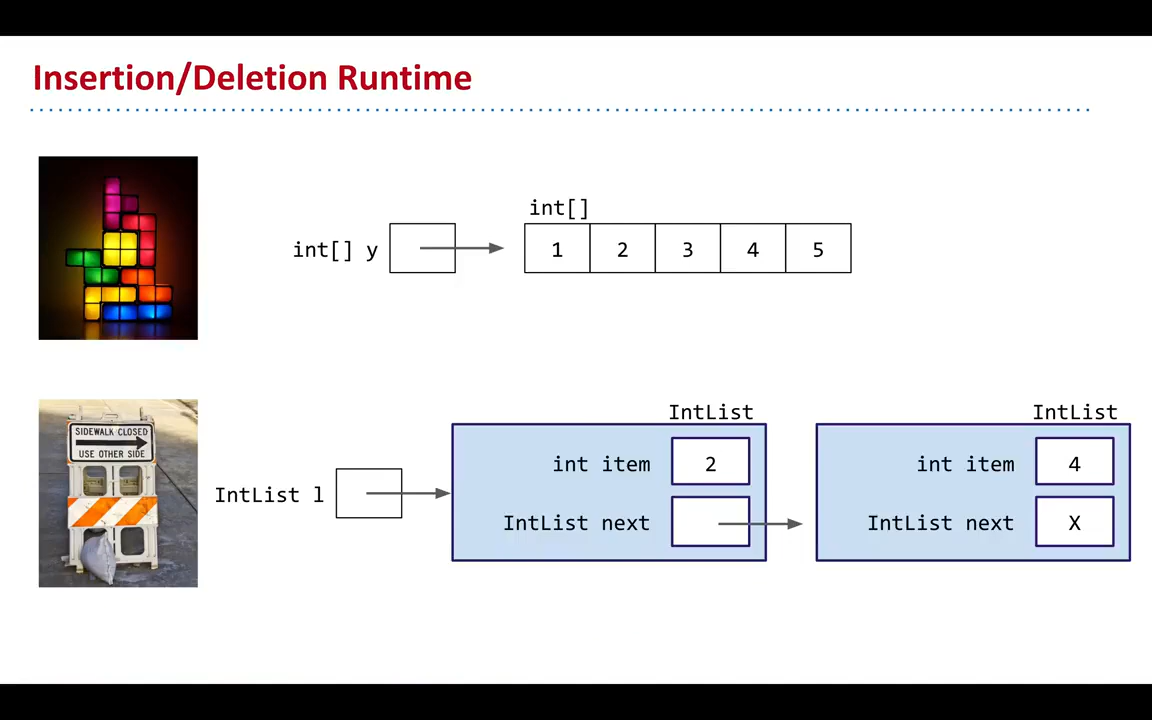 Insertion/Deletion Runtime
int[]
int[] y
1 2 3 4 5
SIDEWALK CLOSED
USE OTHER SIDE
IntList l
IntList
int item 2
IntList next
IntList
int item 4
IntList next X